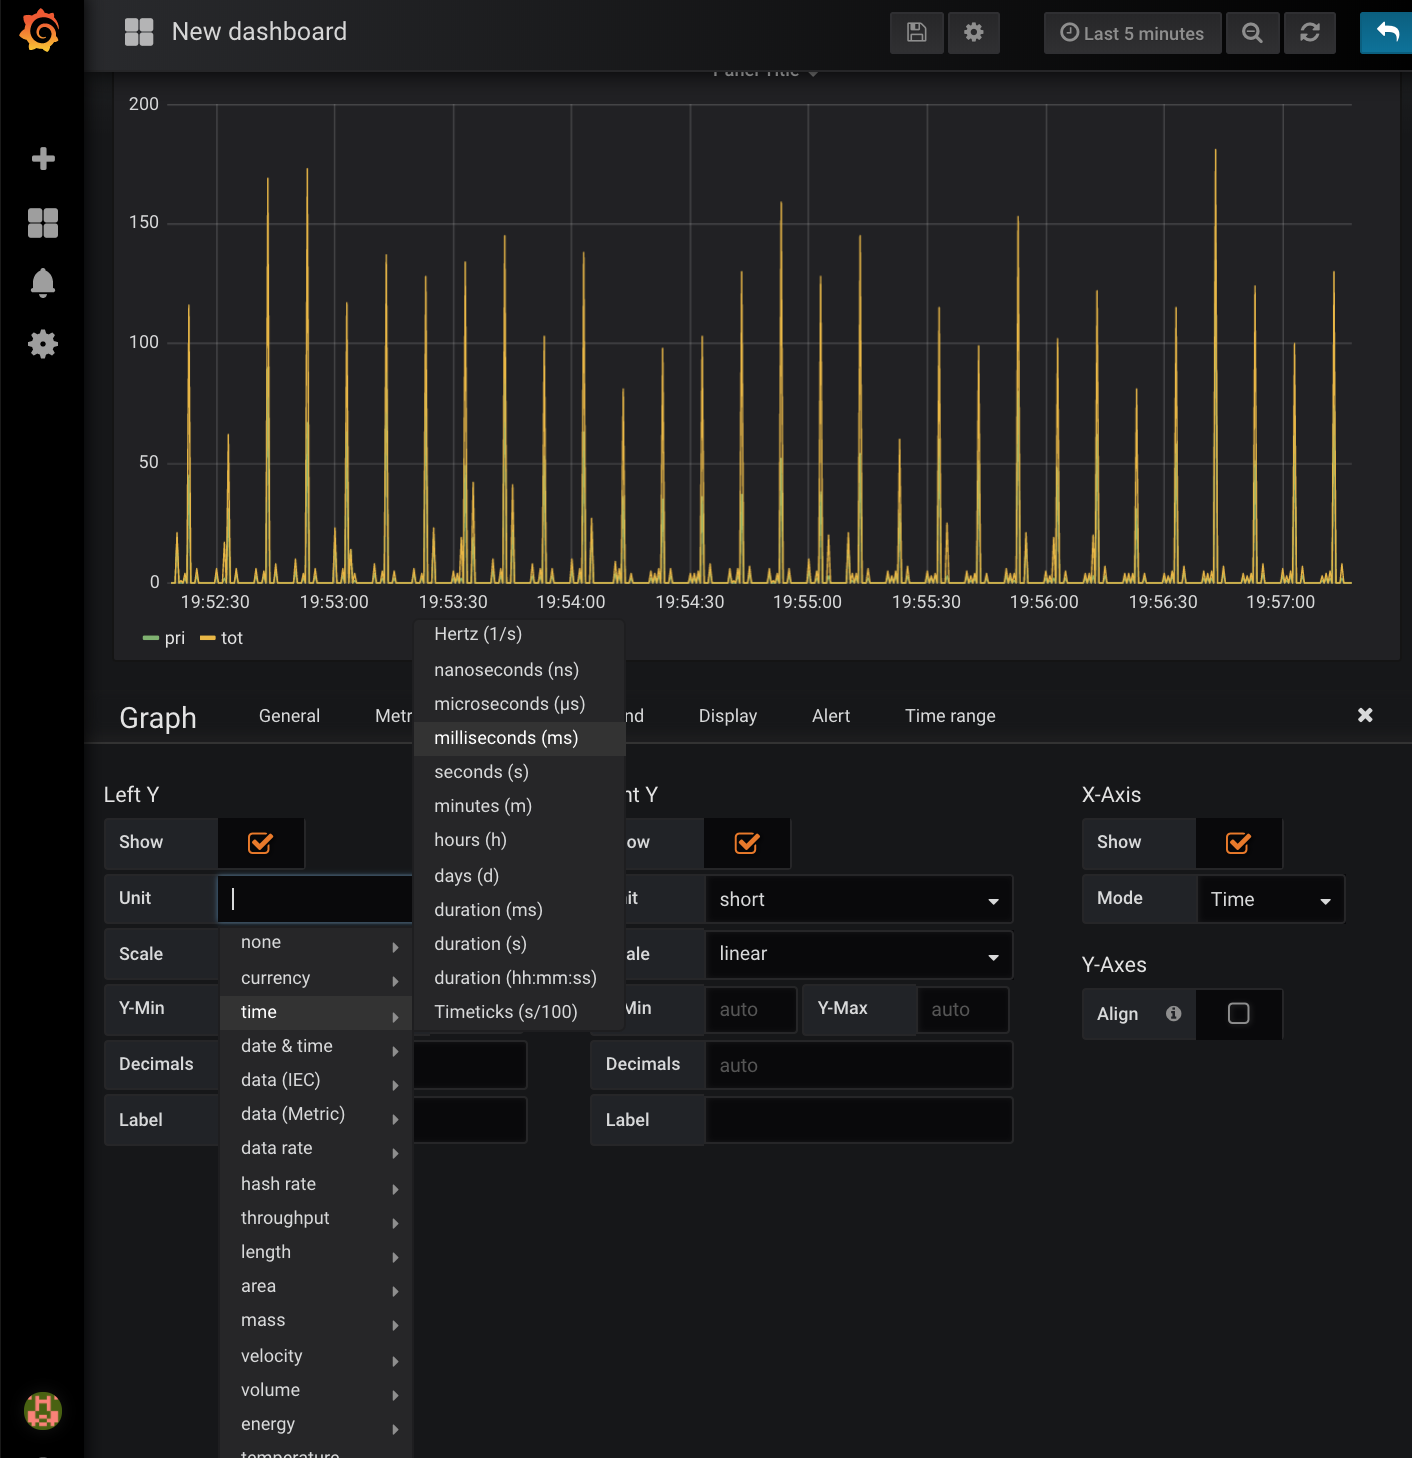 New dashboard
Last 5 minutes
Panel Title
200
150
100
50
0
19:52:30 19:53:00 19:53:30 19:54:00 19:54:30 19:55:00 19:55:30 19:56:00 19:56:30 19:57:00
pri tot
Hertz (1/s)
nanoseconds (ns)
microseconds (µs)
milliseconds (ms)
seconds (s)
minutes (m)
hours (h)
days (d)
duration (ms)
duration (s)
duration (hh:mm:ss)
Timeticks (s/100)
Graph General Metr nd Display Alert Time range
Left Y
Show
Unit
Scale
Y-Min
Decimals
Label
none
currency
time
date & time
data (IEC)
data (Metric)
data rate
hash rate
throughput
length
area
mass
velocity
volume
energy
temperature
ht Y
ow
it short
ale linear
Min auto Y-Max auto
Decimals auto
Label
X-Axis
Show
Mode Time
Y-Axes
Align